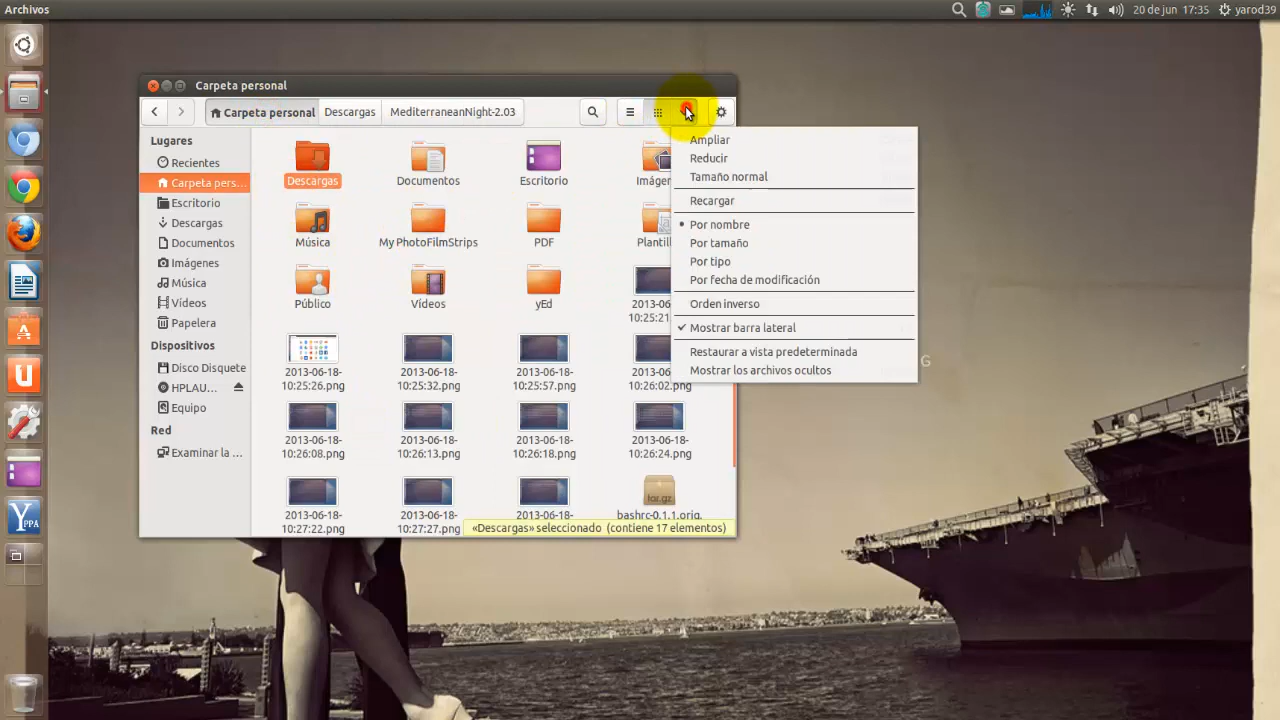 Archivos
20 de jun 17:35
yarod39
Carpeta personal
Carpeta personal
Descargas
MediterraneanNight-2.03
Lugares
Recientes
Carpeta pers...
Escritorio
Descargas
Documentos
Imágenes
Música
Vídeos
Papelera
Dispositivos
Disco Disquete
HPLAU...
Equipo
Red
Examinar la ...
Descargas
Documentos
Escritorio
Imágen
Música
My PhotoFilmStrips
PDF
Plantill
Público
Vídeos
yEd
2013-06-18-
10:25:21
2013-06-18-
10:25:26.png
2013-06-18-
10:25:32.png
2013-06-18-
10:25:57.png
2013-06-18-
10:26:02.png
2013-06-18-
10:26:08.png
2013-06-18-
10:26:13.png
2013-06-18-
10:26:18.png
2013-06-18-
10:26:24.png
2013-06-18-
10:27:22.png
2013-06-18-
10:27:27.png
2013-06-18-
tar.gz
bashrc-0.1.1.orig.
«Descargas» seleccionado (contiene 17 elementos)
Ampliar
Reducir
Tamaño normal
Recargar
Por nombre
Por tamaño
Por tipo
Por fecha de modificación
Orden inverso
Mostrar barra lateral
Restaurar a vista predeterminada
Mostrar los archivos ocultos
G
YPPA